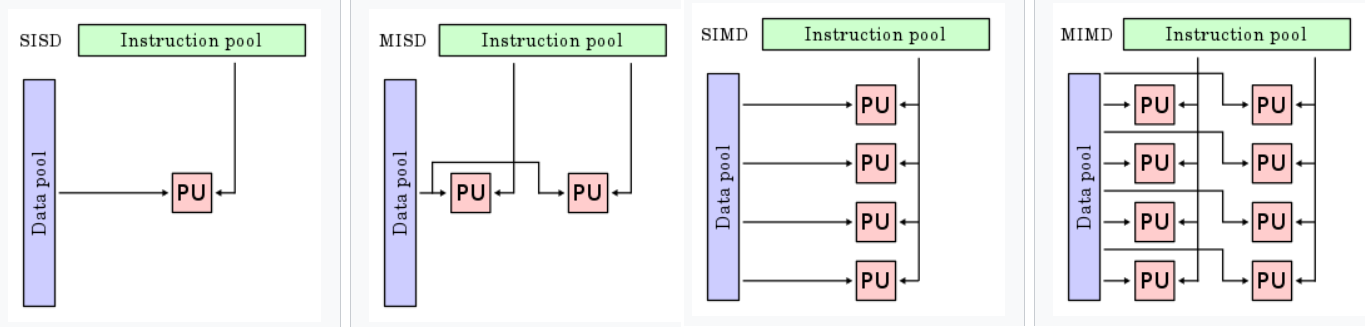 SISD
Instruction pool
Data pool
PU
MISD
Instruction pool
Data pool
PU
PU
SIMD
Instruction pool
Data pool
PU
PU
PU
PU
MIMD
Instruction pool
Data pool
PU
PU
PU
PU
PU
PU
PU
PU